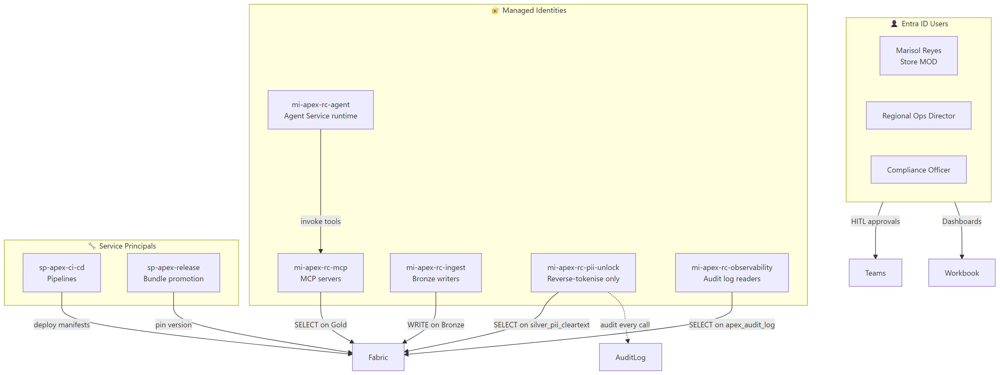 🔐 Managed Identities
👤 Entra ID Users
Marisol Reyes
Store MOD
mi-apex-rc-agent
Agent Service runtime
Regional Ops Director
Compliance Officer
invoke tools
HITL approvals
Dashboards
🔧 Service Principals
sp-apex-ci-cd
Pipelines
sp-apex-release
Bundle promotion
mi-apex-rc-mcp
MCP servers
mi-apex-rc-ingest
Bronze writers
mi-apex-rc-pii-unlock
Reverse-tokenise only
mi-apex-rc-observability
Audit log readers
Teams
Workbook
deploy manifests
pin version
SELECT on Gold
WRITE on Bronze
SELECT on silver_pii_cleartext
audit every call
SELECT on apex_audit_log
Fabric
AuditLog